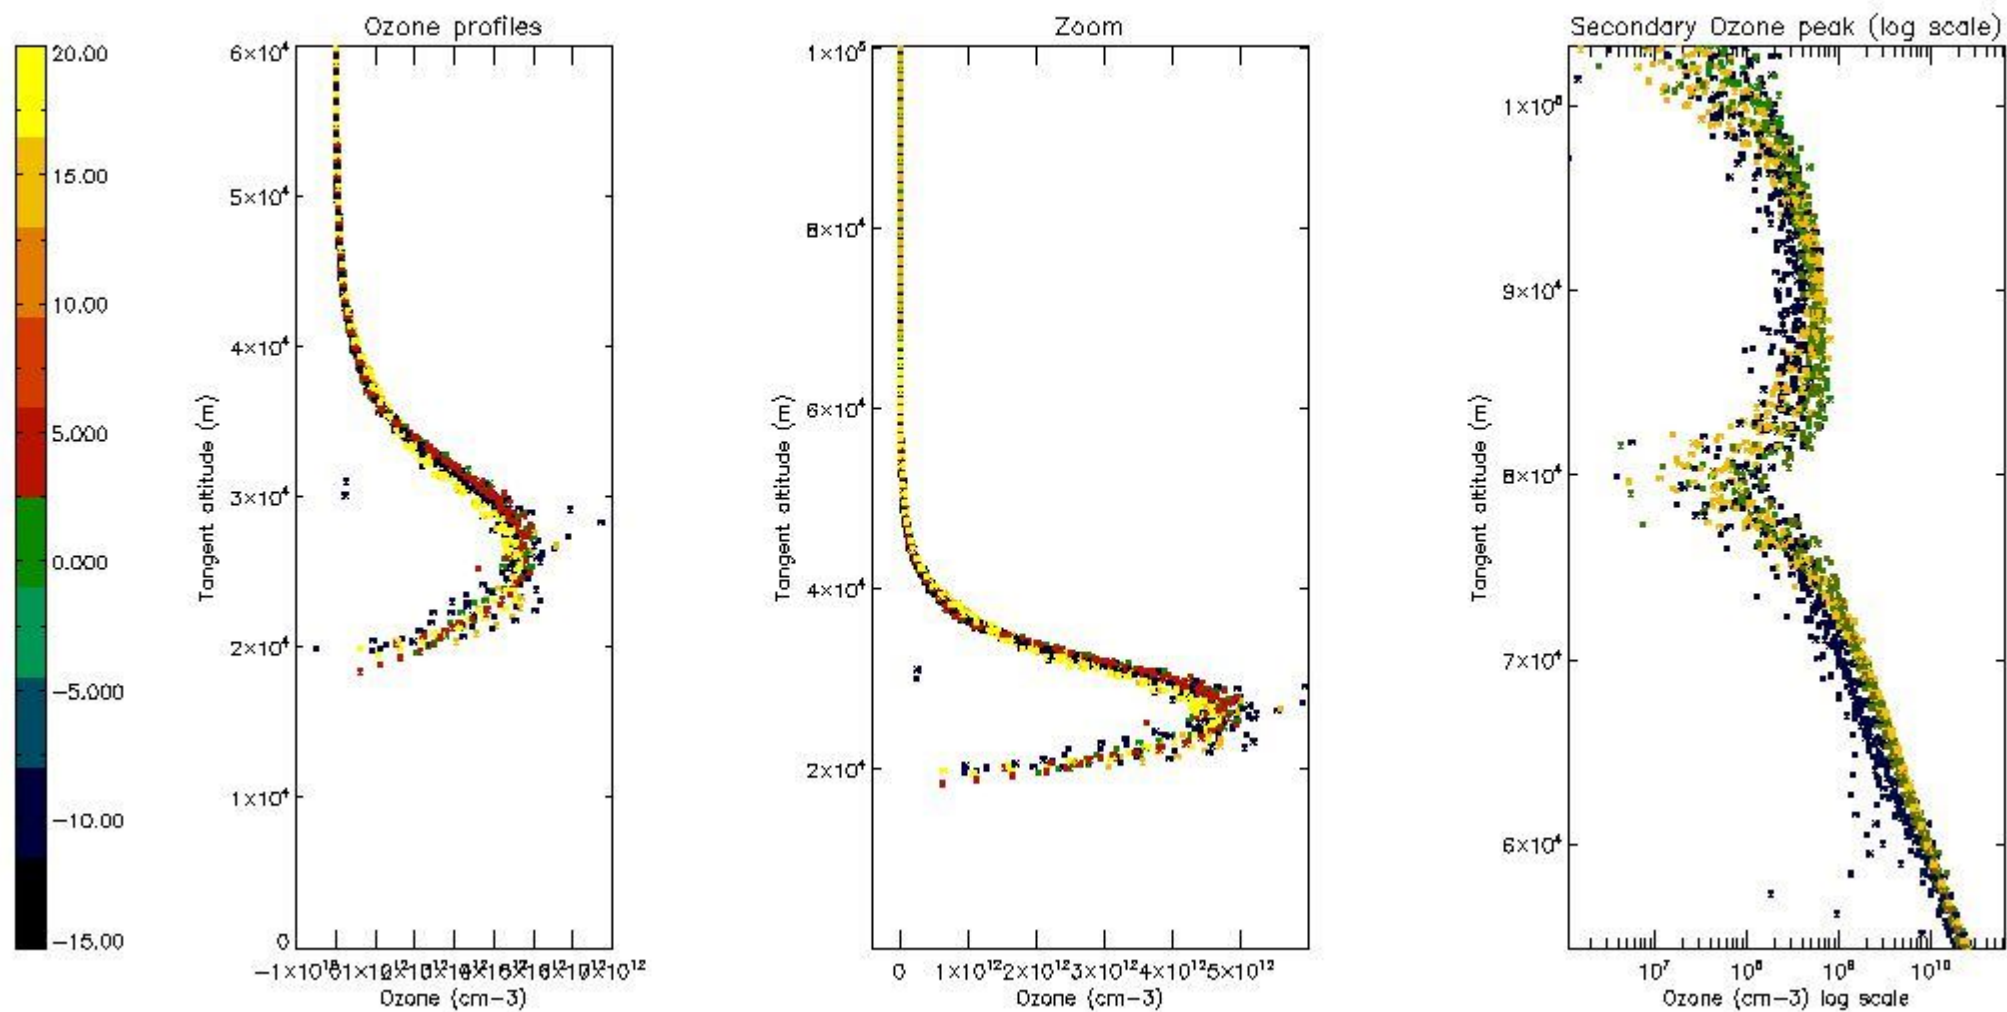 Ozone profiles
Zoom
Secondary Ozone peak (log scale)
20.00
15.00
10.00
5.000
0.000
−5.000
−10.00
−15.00
Tangent altitude (m)
6×10⁴
5×10⁴
4×10⁴
3×10⁴
2×10⁴
1×10⁴
0
Ozone (cm−3)
Tangent altitude (m)
1×10⁵
8×10⁴
6×10⁴
4×10⁴
2×10⁴
0 1×10¹² 2×10¹² 3×10¹² 4×10¹² 5×10¹²
Ozone (cm−3)
Tangent altitude (m)
1×10⁵
9×10⁴
8×10⁴
7×10⁴
6×10⁴
10⁷ 10⁸ 10⁹ 10¹⁰
Ozone (cm−3) log scale